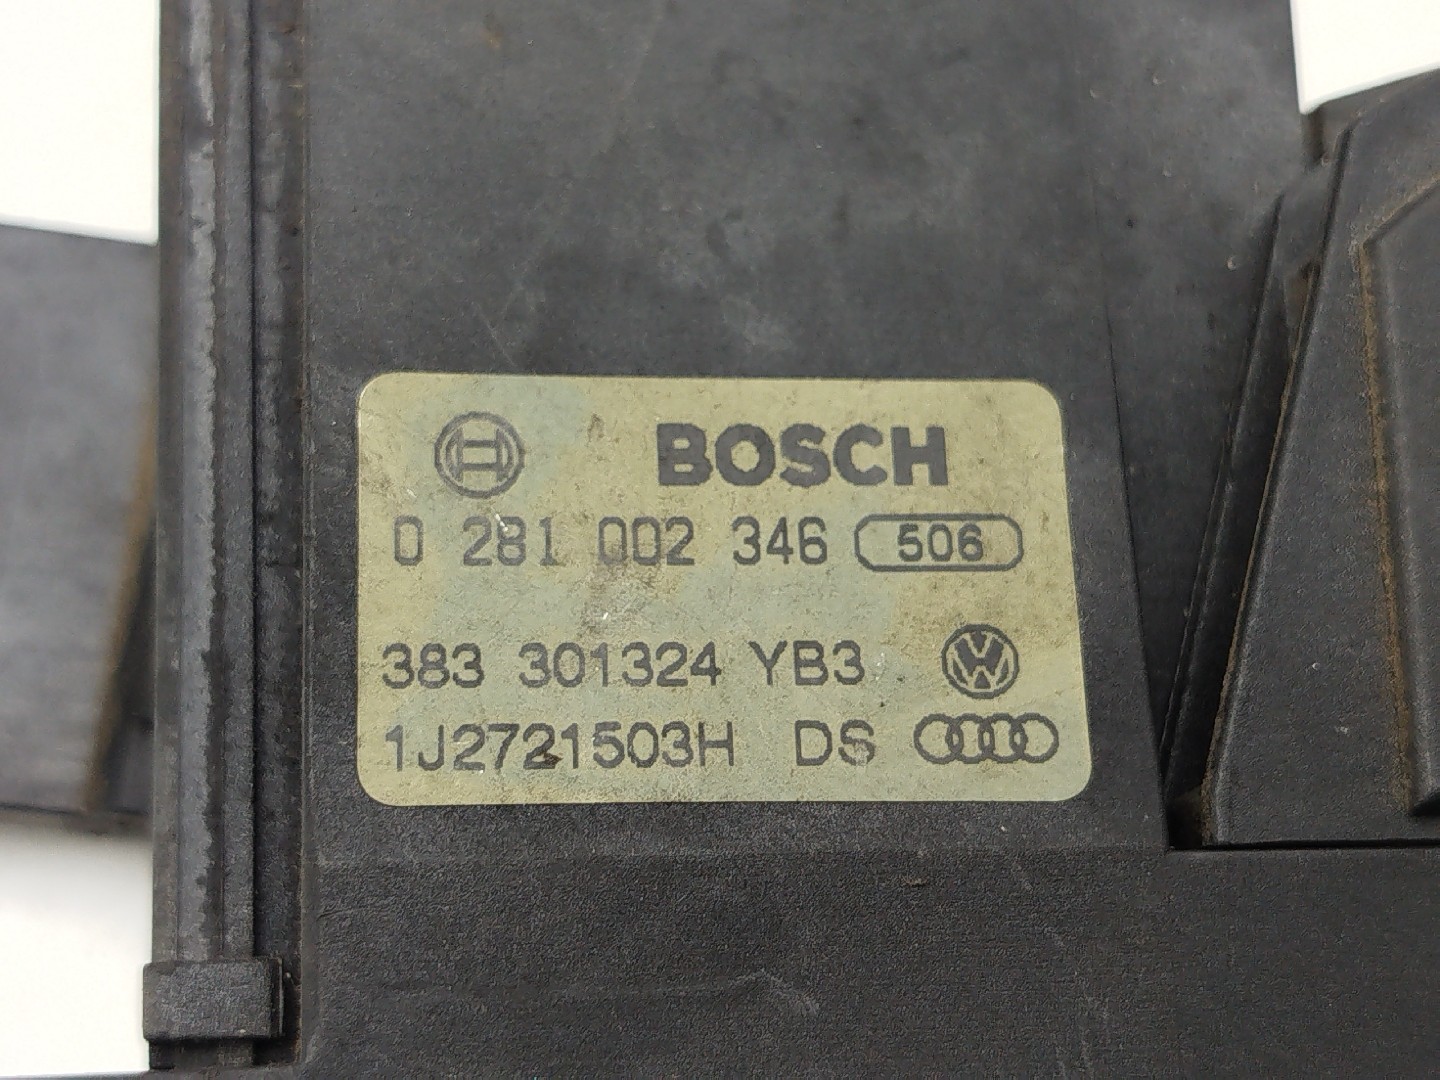 BOSCH
0 281 002 346 506
383 301324 YB3
1J2721503H DS